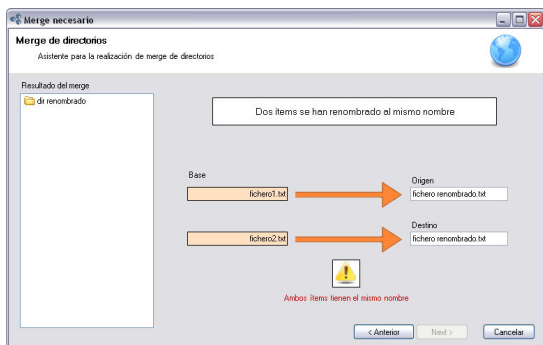 Merge necesario
Merge de directorios
Asistente para la realización de merge de directorios
Resultado del merge
dir renombrado
Dos ítems se han renombrado al mismo nombre
Base
Origen
fichero1.txt
fichero renombrado.txt
Destino
fichero2.txt
fichero renombrado.txt
Ambos ítems tienen el mismo nombre
< Anterior
Next >
Cancelar